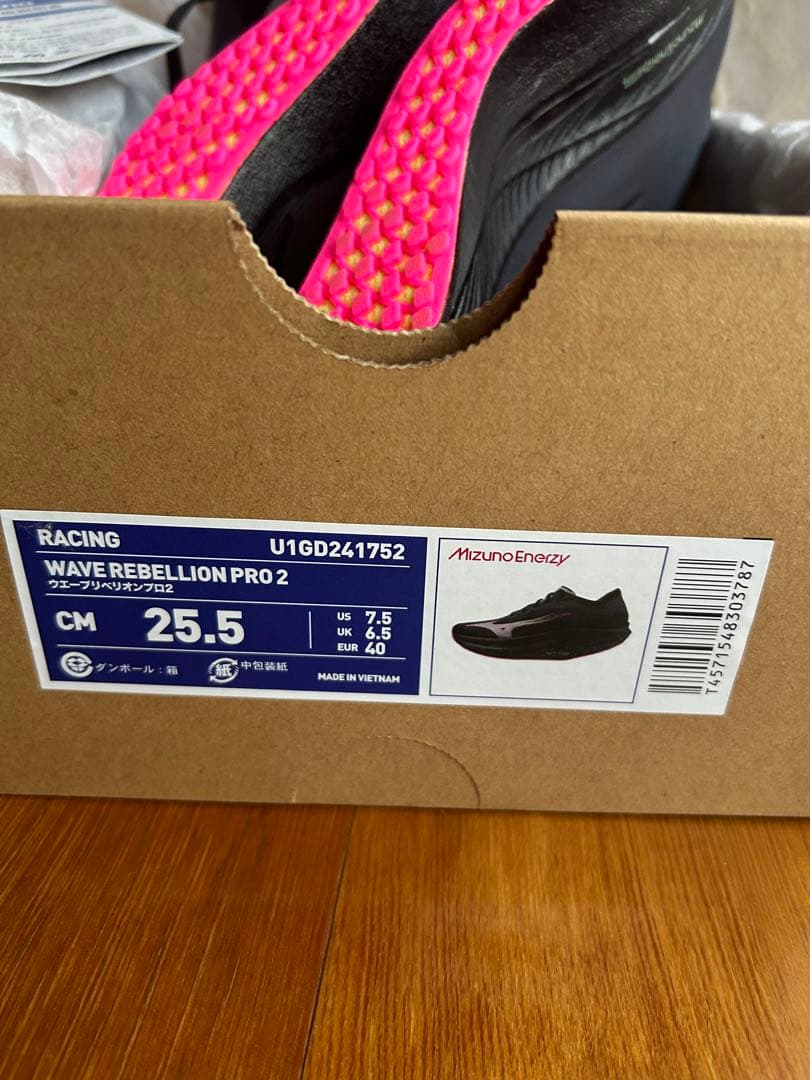 RACING
U1GD241752
WAVE REBELLION PRO 2
ウエーブリベリオンプロ2
CM 25.5
US 7.5
UK 6.5
EUR 40
ダンボール：箱
紙 中包装紙
MADE IN VIETNAM
Mizuno Enerzy
T4571548303787